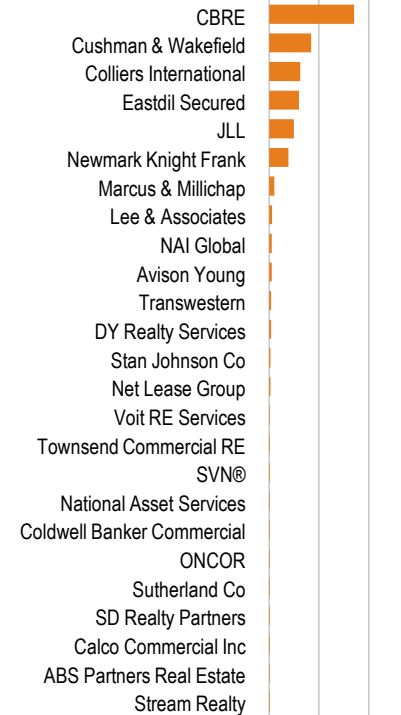 CBRE
Cushman & Wakefield
Colliers International
Eastdil Secured
JLL
Newmark Knight Frank
Marcus & Millichap
Lee & Associates
NAI Global
Avison Young
Transwestern
DY Realty Services
Stan Johnson Co
Net Lease Group
Voit RE Services
Townsend Commercial RE
SVN®
National Asset Services
Coldwell Banker Commercial
ONCOR
Sutherland Co
SD Realty Partners
Calco Commercial Inc
ABS Partners Real Estate
Stream Realty